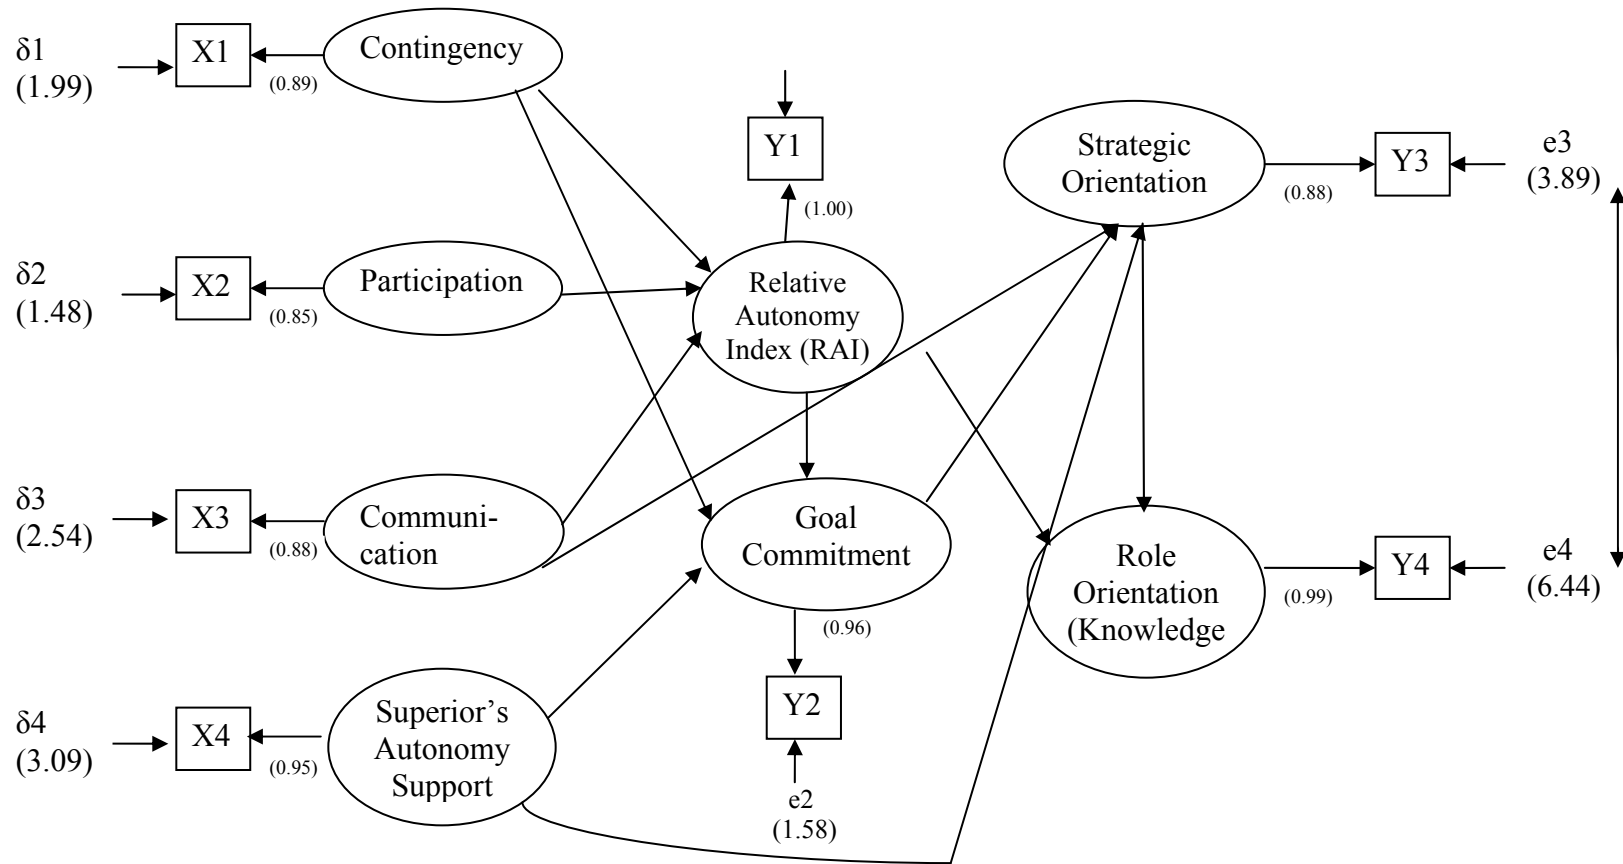 δ1
(1.99)
X1
(0.89)
Contingency
Y1
(1.00)
Strategic
Orientation
(0.88)
Y3
e3
(3.89)
δ2
(1.48)
X2
(0.85)
Participation
Relative
Autonomy
Index (RAI)
δ3
(2.54)
X3
(0.88)
Communi-
cation
Goal
Commitment
(0.96)
Role
Orientation
(Knowledge
(0.99)
Y4
e4
(6.44)
δ4
(3.09)
X4
(0.95)
Superior’s
Autonomy
Support
Y2
e2
(1.58)